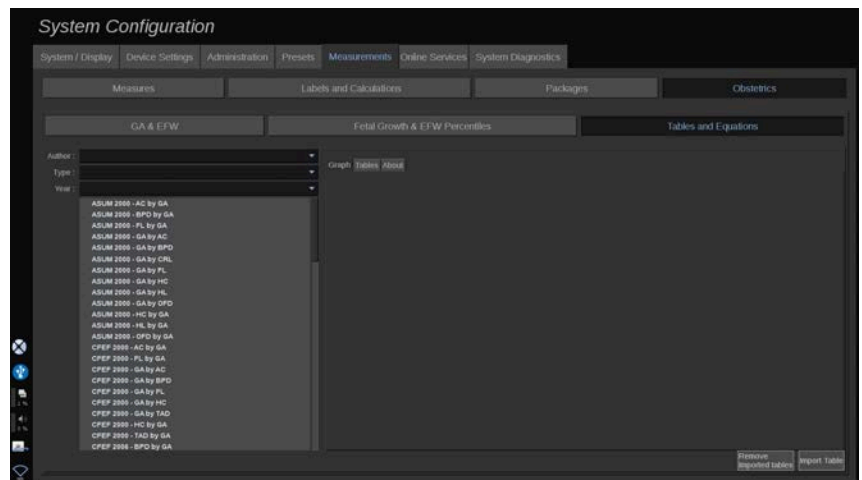 System Configuration
System / Display Device Settings Administration Presets Measurements Online Services System Diagnostics
Measures Labels and Calculations Packages Obstetrics
GA & EFW Fetal Growth & EFW Percentiles Tables and Equations
Author :
Type :
Year :
Graph Tables About
ASUM 2000 - AC by GA
ASUM 2000 - BPD by GA
ASUM 2000 - FL by GA
ASUM 2000 - GA by AC
ASUM 2000 - GA by BPD
ASUM 2000 - GA by CRL
ASUM 2000 - GA by FL
ASUM 2000 - GA by HC
ASUM 2000 - GA by HL
ASUM 2000 - GA by OFD
ASUM 2000 - HC by GA
ASUM 2000 - HL by GA
ASUM 2000 - OFD by GA
CFEF 2000 - AC by GA
CFEF 2000 - FL by GA
CFEF 2000 - GA by AC
CFEF 2000 - GA by BPD
CFEF 2000 - GA by FL
CFEF 2000 - GA by HC
CFEF 2000 - GA by TAD
CFEF 2000 - HC by GA
CFEF 2000 - TAD by GA
CFEF 2006 - BPD by GA
Remove
imported tables
Import Table